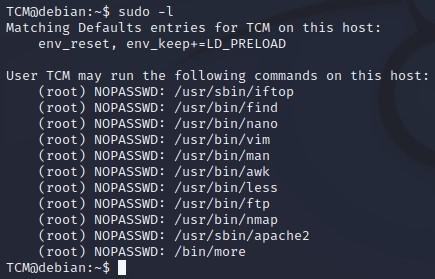 TCM@debian:~$ sudo -l
Matching Defaults entries for TCM on this host:
    env_reset, env_keep+=LD_PRELOAD

User TCM may run the following commands on this host:
    (root) NOPASSWD: /usr/sbin/iftop
    (root) NOPASSWD: /usr/bin/find
    (root) NOPASSWD: /usr/bin/nano
    (root) NOPASSWD: /usr/bin/vim
    (root) NOPASSWD: /usr/bin/man
    (root) NOPASSWD: /usr/bin/awk
    (root) NOPASSWD: /usr/bin/less
    (root) NOPASSWD: /usr/bin/ftp
    (root) NOPASSWD: /usr/bin/nmap
    (root) NOPASSWD: /usr/sbin/apache2
    (root) NOPASSWD: /bin/more
TCM@debian:~$